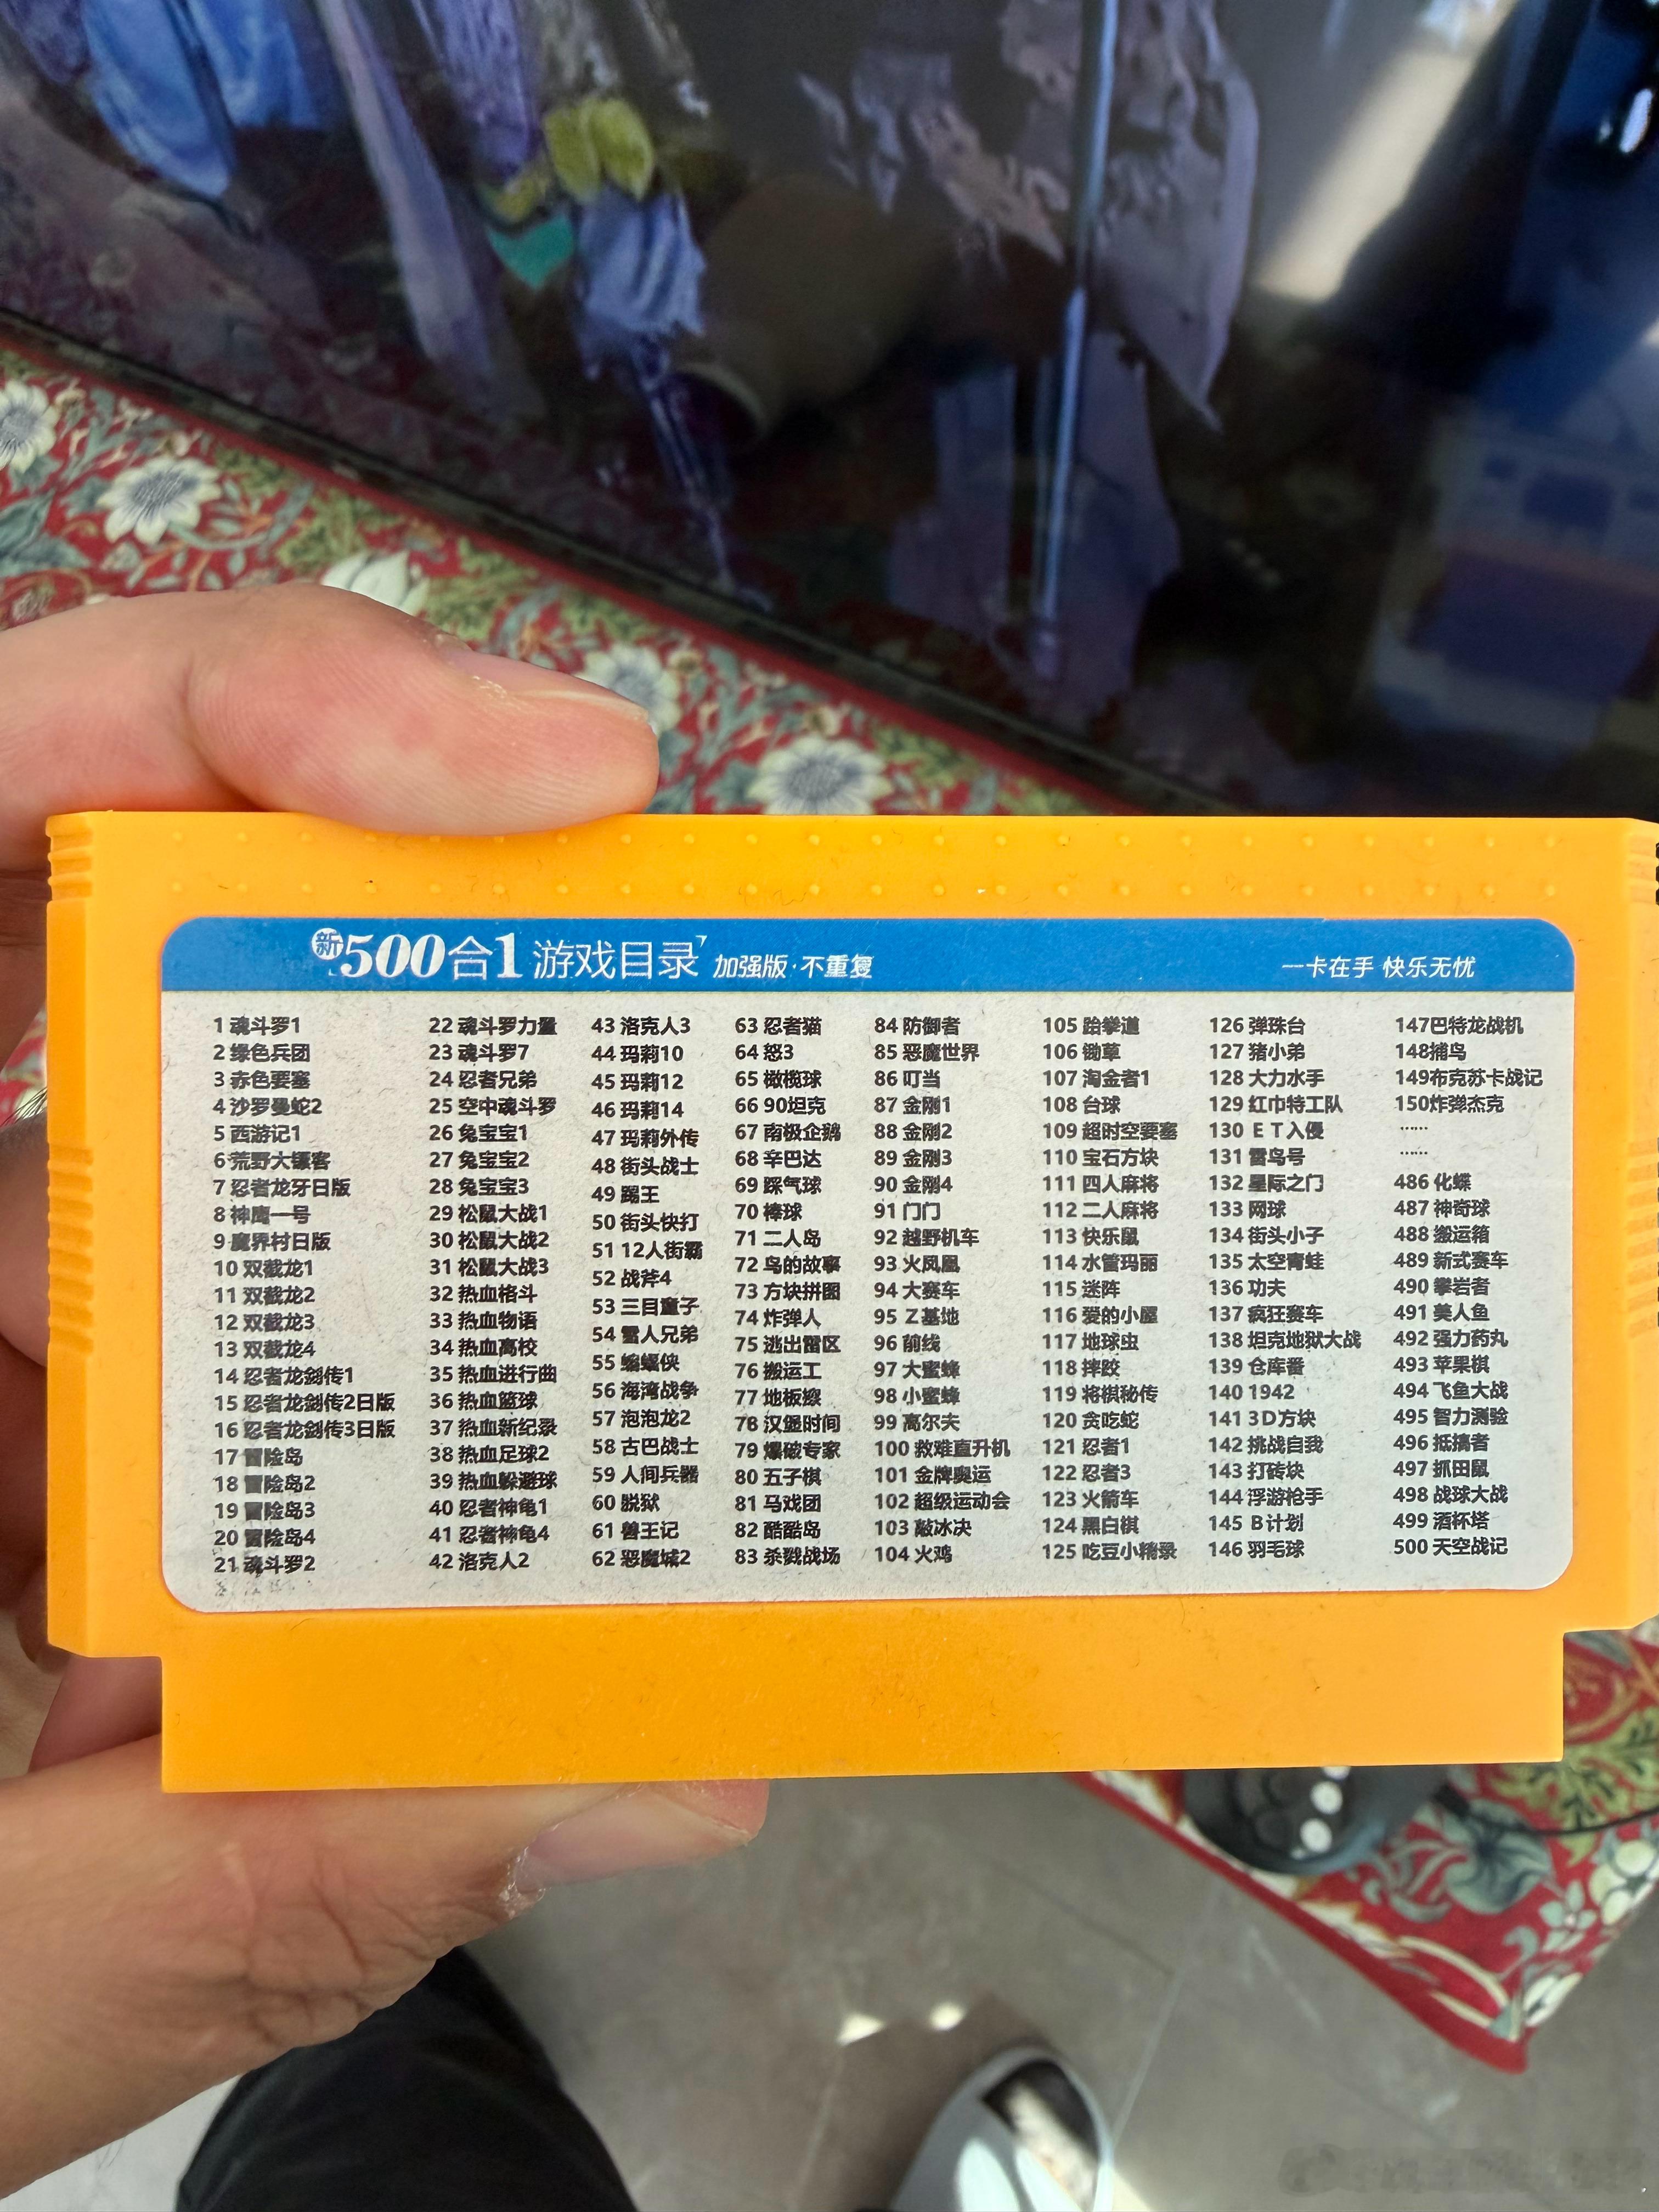 新500合1 游戏目录 加强版·不重复
一卡在手 快乐无忧
1 魂斗罗1
2 绿色兵团
3 赤色要塞
4 沙罗曼蛇2
5 西游记1
6 荒野大镖客
7 忍者龙牙日版
8 神鹰一号
9 魔界村日版
10 双截龙1
11 双截龙2
12 双截龙3
13 双截龙4
14 忍者龙剑传1
15 忍者龙剑传2日版
16 忍者龙剑传3日版
17 冒险岛
18 冒险岛2
19 冒险岛3
20 冒险岛4
21 魂斗罗2
22 魂斗罗力量
23 魂斗罗7
24 忍者兄弟
25 空中魂斗罗
26 兔宝宝1
27 兔宝宝2
28 兔宝宝3
29 松鼠大战1
30 松鼠大战2
31 松鼠大战3
32 热血格斗
33 热血物语
34 热血高校
35 热血进行曲
36 热血篮球
37 热血新纪录
38 热血足球2
39 热血躲避球
40 忍者神龟1
41 忍者神龟4
42 洛克人2
43 洛克人3
44 玛莉10
45 玛莉12
46 玛莉14
47 玛莉外传
48 街头战士
49 踢王
50 街头快打
51 12人街霸
52 战斧4
53 三目童子
54 雪人兄弟
55 蝙蝠侠
56 海湾战争
57 泡泡龙2
58 古巴战士
59 人间兵器
60 脱狱
61 兽王记
62 恶魔城2
63 忍者猫
64 怒3
65 橄榄球
66 90坦克
67 南极企鹅
68 辛巴达
69 踩气球
70 棒球
71 二人岛
72 鸟的故事
73 方块拼图
74 炸弹人
75 逃出雷区
76 搬运工
77 地板擦
78 汉堡时间
79 爆破专家
80 五子棋
81 马戏团
82 酷酷岛
83 杀戮战场
84 防御者
85 恶魔世界
86 叮当
87 金刚1
88 金刚2
89 金刚3
90 金刚4
91 门门
92 越野机车
93 火凤凰
94 大赛车
95 Z基地
96 前线
97 大蜜蜂
98 小蜜蜂
99 高尔夫
100 救难直升机
101 金牌奥运
102 超级运动会
103 敲冰决
104 火鸡
105 跆拳道
106 锄草
107 淘金者1
108 台球
109 超时空要塞
110 宝石方块
111 四人麻将
112 二人麻将
113 快乐鼠
114 水管玛丽
115 迷阵
116 爱的小屋
117 地球虫
118 摔跤
119 将棋秘传
120 贪吃蛇
121 忍者1
122 忍者3
123 火箭车
124 黑白棋
125 吃豆小精灵
126 弹珠台
127 猪小弟
128 大力水手
129 红巾特工队
130 ET入侵
131 雷鸟号
132 星际之门
133 网球
134 街头小子
135 太空青蛙
136 功夫
137 疯狂赛车
138 坦克地狱大战
139 仓库番
140 1942
141 3D方块
142 挑战自我
143 打砖块
144 浮游枪手
145 B计划
146 羽毛球
147巴特龙战机
148捕鸟
149布克苏卡战记
150炸弹杰克
……
……
486 化蝶
487 神奇球
488 搬运箱
489 新式赛车
490 攀岩者
491 美人鱼
492 强力药丸
493 苹果棋
494 飞鱼大战
495 智力测验
496 抵搞者
497 抓田鼠
498 战球大战
499 酒杯塔
500 天空战记